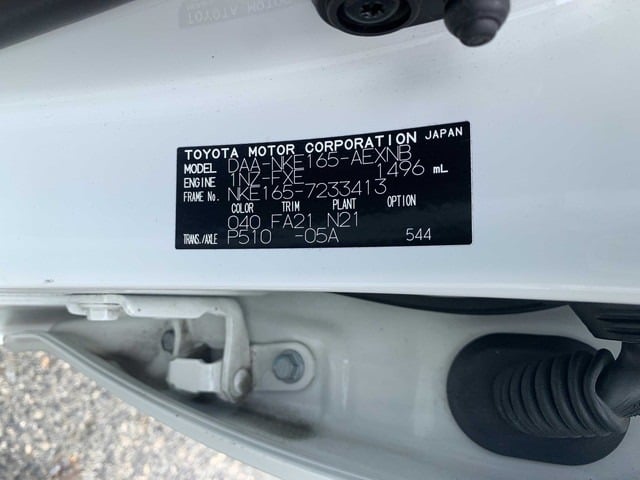 TOYOTA MOTOR CORPORATION JAPAN
MODEL DAA-NKE165-AEXNB
ENGINE 1NZ-FXE 1496 mL
FRAME No. NKE165-7233413
COLOR TRIM PLANT
040 FA21 N21
TRANS./AXLE P510 -05A 544